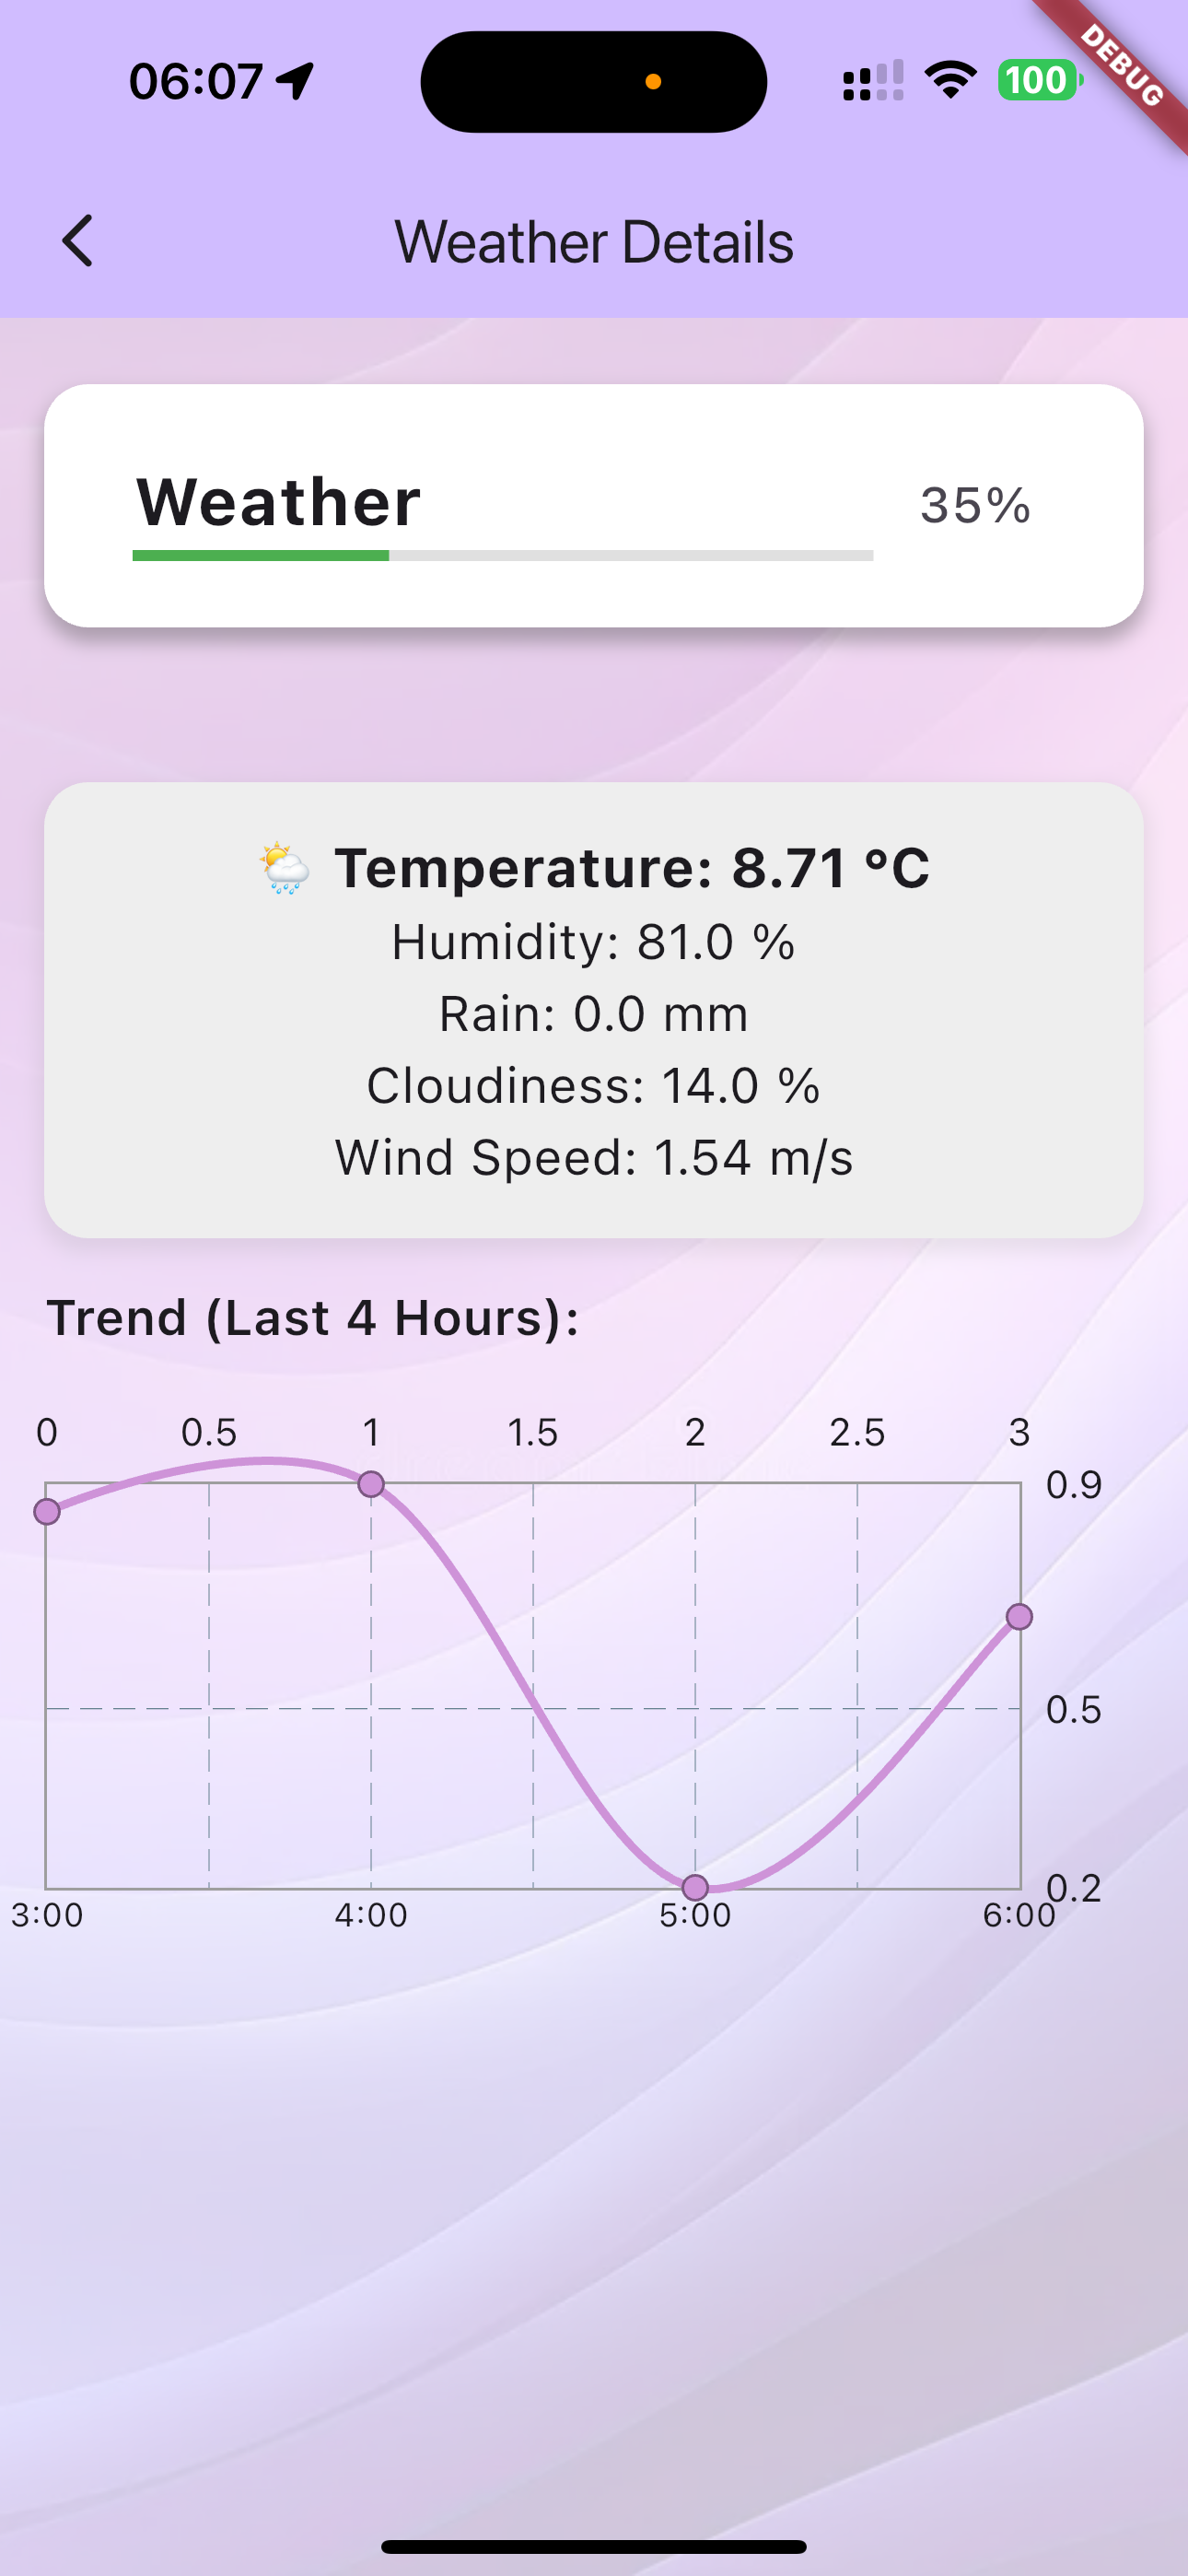 06:07
100
DEBUG
Weather Details
Weather
35%
Temperature: 8.71 °C
Humidity: 81.0 %
Rain: 0.0 mm
Cloudiness: 14.0 %
Wind Speed: 1.54 m/s
Trend (Last 4 Hours):
0 0.5 1 1.5 2 2.5 3
0.9
0.5
0.2
3:00 4:00 5:00 6:00